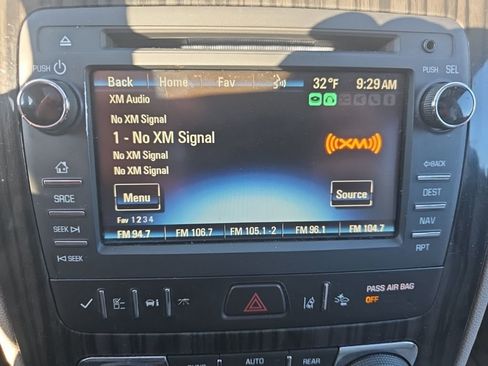 PUSH
PUSH SEL
Back Home Fav 32°F 9:29 AM
XM Audio
No XM Signal
1 - No XM Signal
((XM))
No XM Signal
No XM Signal
Menu Source
Fav 1 2 3 4
FM 94.7 FM 106.7 FM 105.1 -2 FM 96.1 FM 104.7
SRCE
SEEK
SEEK
BACK
DEST
NAV
RPT
PASS AIR BAG
OFF
SYNC AUTO REAR